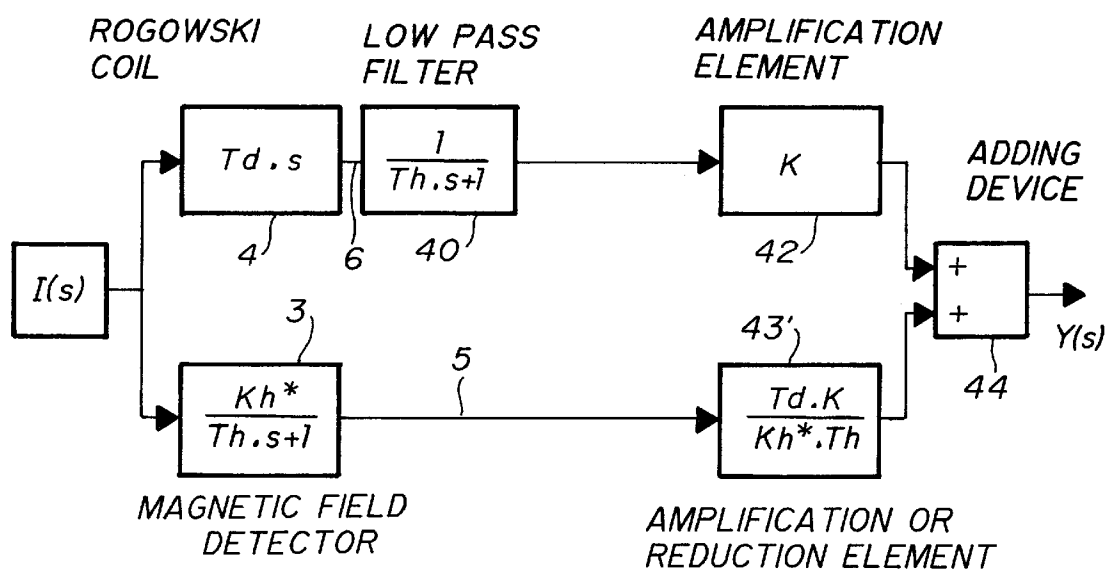 ROGOWSKI
COIL
LOW PASS
FILTER
AMPLIFICATION
ELEMENT
Td.s
1
Th.s+1
K
ADDING
DEVICE
4
6
40
42
I(s)
+
+
Y(s)
44
3
5
43'
Kh*
Th.s+1
Td.K
Kh*.Th
MAGNETIC FIELD
DETECTOR
AMPLIFICATION OR
REDUCTION ELEMENT